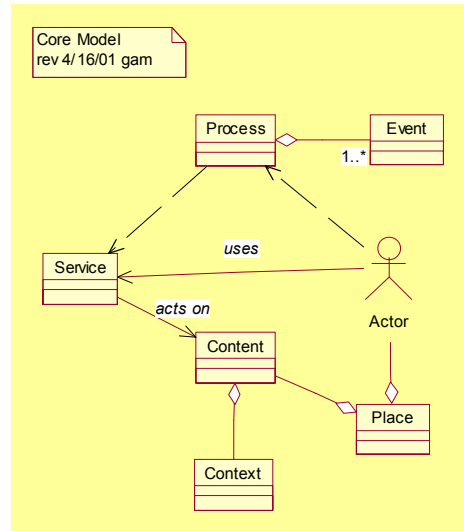 Core Model
rev 4/16/01 gam
Process
Event
1..*
uses
Service
acts on
Actor
Content
Place
Context